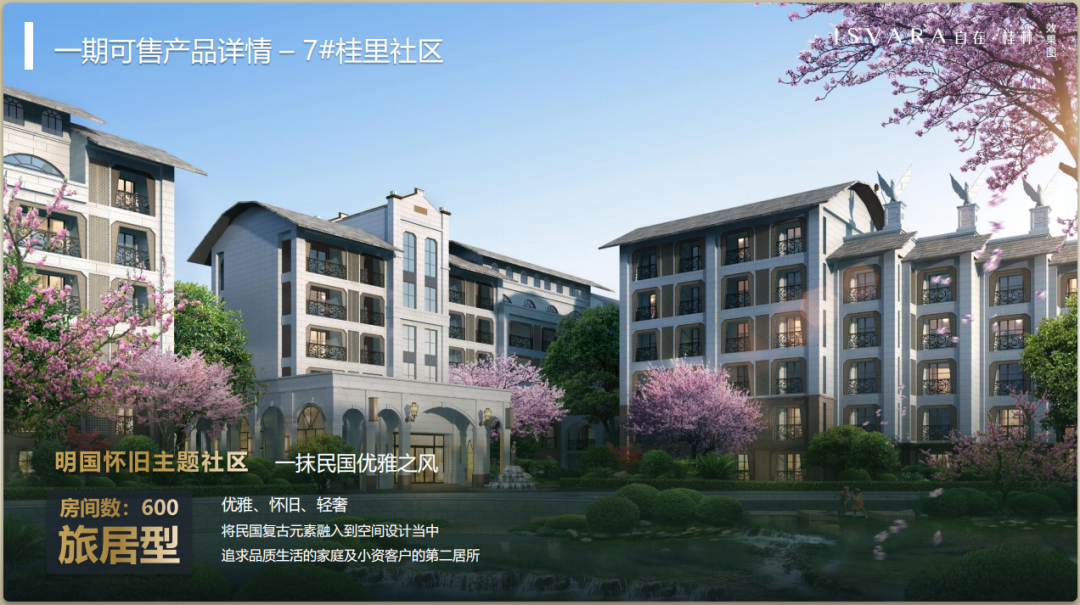 一期可售产品详情 – 7#桂里社区
ISVARA 自在·桂林
效果图
明国怀旧主题社区 一抹民国优雅之风
房间数：600
旅居型
优雅、怀旧、轻奢
将民国复古元素融入到空间设计当中
追求品质生活的家庭及小资客户的第二居所